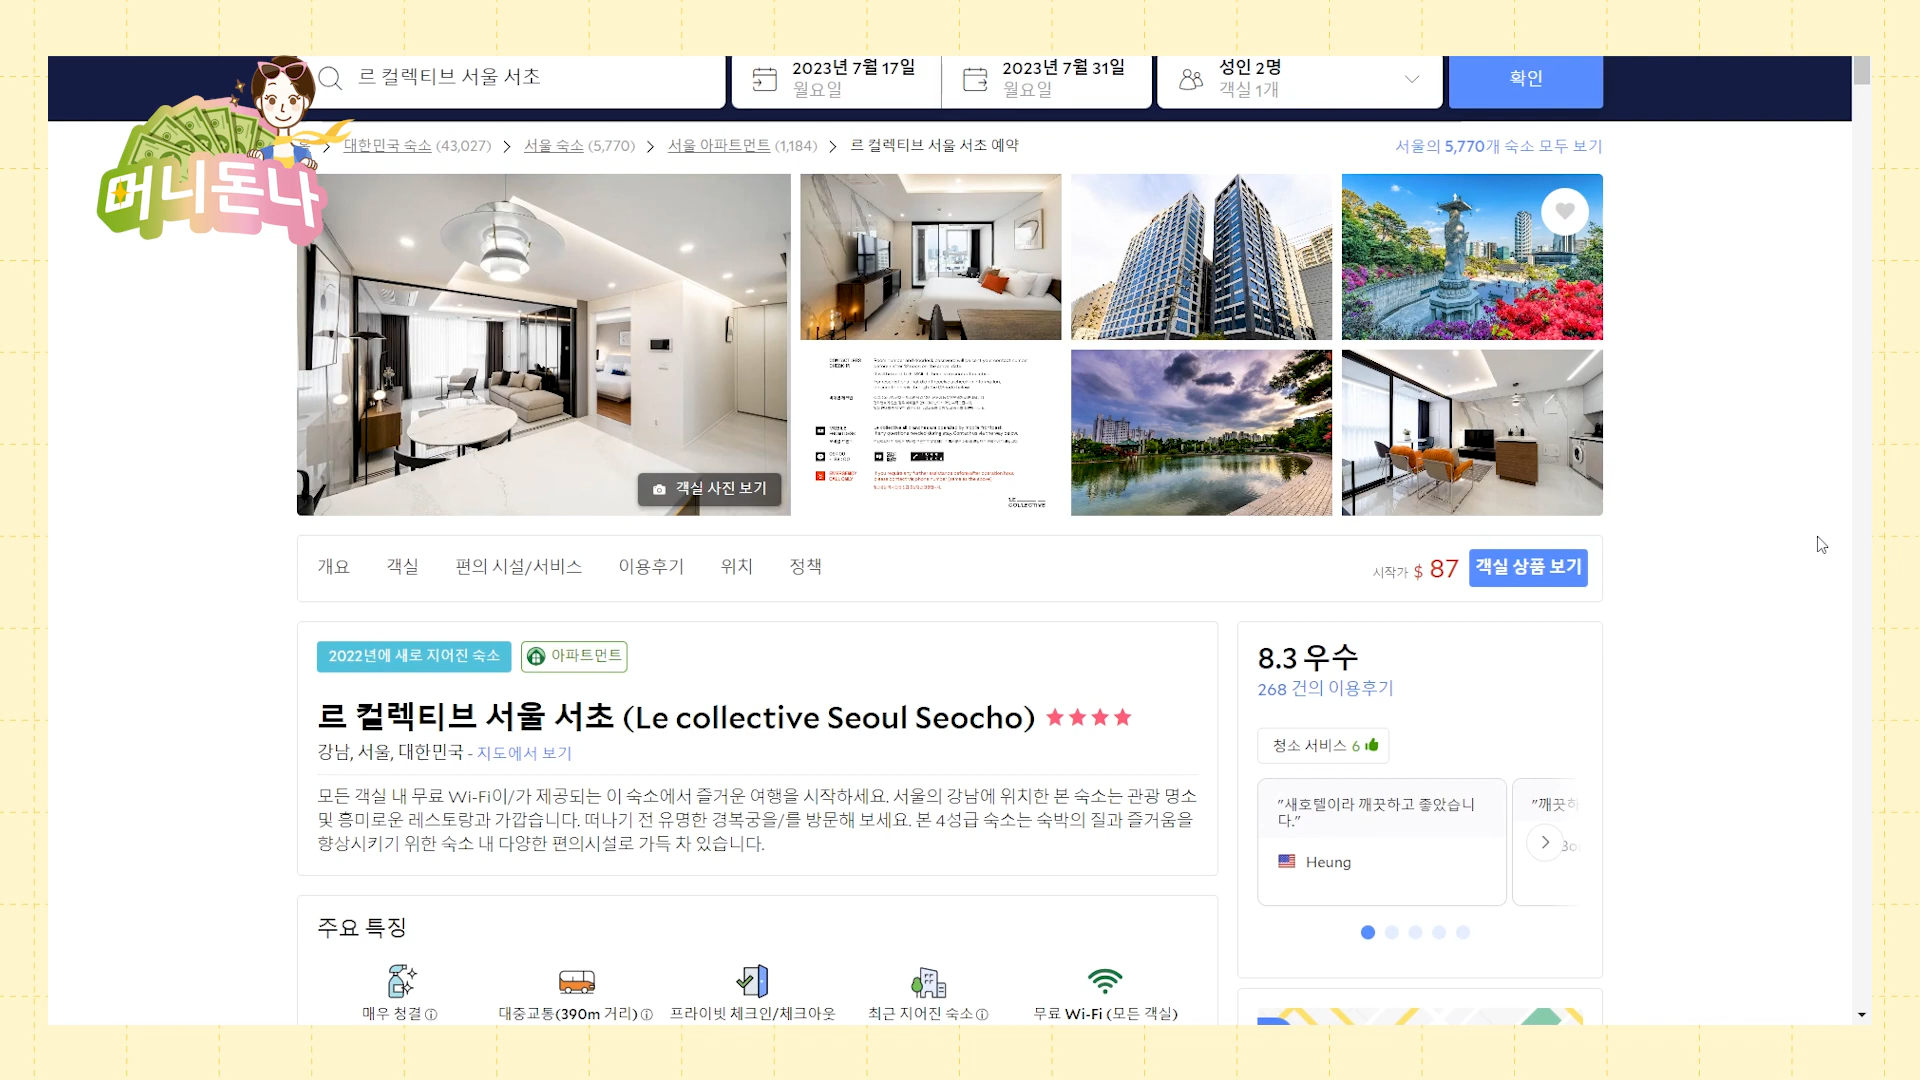 르 컬렉티브 서울 서초
2023년 7월 17일
월요일
2023년 7월 31일
월요일
성인 2명
객실 1개
확인
머니돈나
홈 > 대한민국 숙소 (43,027) > 서울 숙소 (5,770) > 서울 아파트먼트 (1,184) > 르 컬렉티브 서울 서초 예약
서울의 5,770개 숙소 모두 보기
LE
COLLECTIVE
객실 사진 보기
개요 객실 편의 시설/서비스 이용후기 위치 정책
시작가 $ 87
객실 상품 보기
2022년에 새로 지어진 숙소
아파트먼트
르 컬렉티브 서울 서초 (Le collective Seoul Seocho)
강남, 서울, 대한민국 - 지도에서 보기
모든 객실 내 무료 Wi-Fi이/가 제공되는 이 숙소에서 즐거운 여행을 시작하세요. 서울의 강남에 위치한 본 숙소는 관광 명소
및 흥미로운 레스토랑과 가깝습니다. 떠나기 전 유명한 경복궁을/를 방문해 보세요. 본 4성급 숙소는 숙박의 질과 즐거움을
향상시키기 위한 숙소 내 다양한 편의시설로 가득 차 있습니다.
8.3 우수
268 건의 이용후기
청소 서비스 6
"새호텔이라 깨끗하고 좋았습니
다."
Heung
"깨끗하
주요 특징
매우 청결
대중교통(390m 거리)
프라이빗 체크인/체크아웃
최근 지어진 숙소
무료 Wi-Fi (모든 객실)